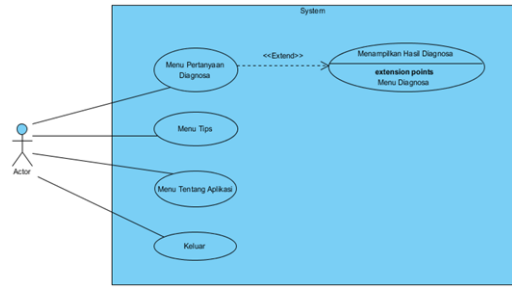 System
Menu Pertanyaan
Diagnosa
<<Extend>>
Menampilkan Hasil Diagnosa
extension points
Menu Diagnosa
Menu Tips
Actor
Menu Tentang Aplikasi
Keluar